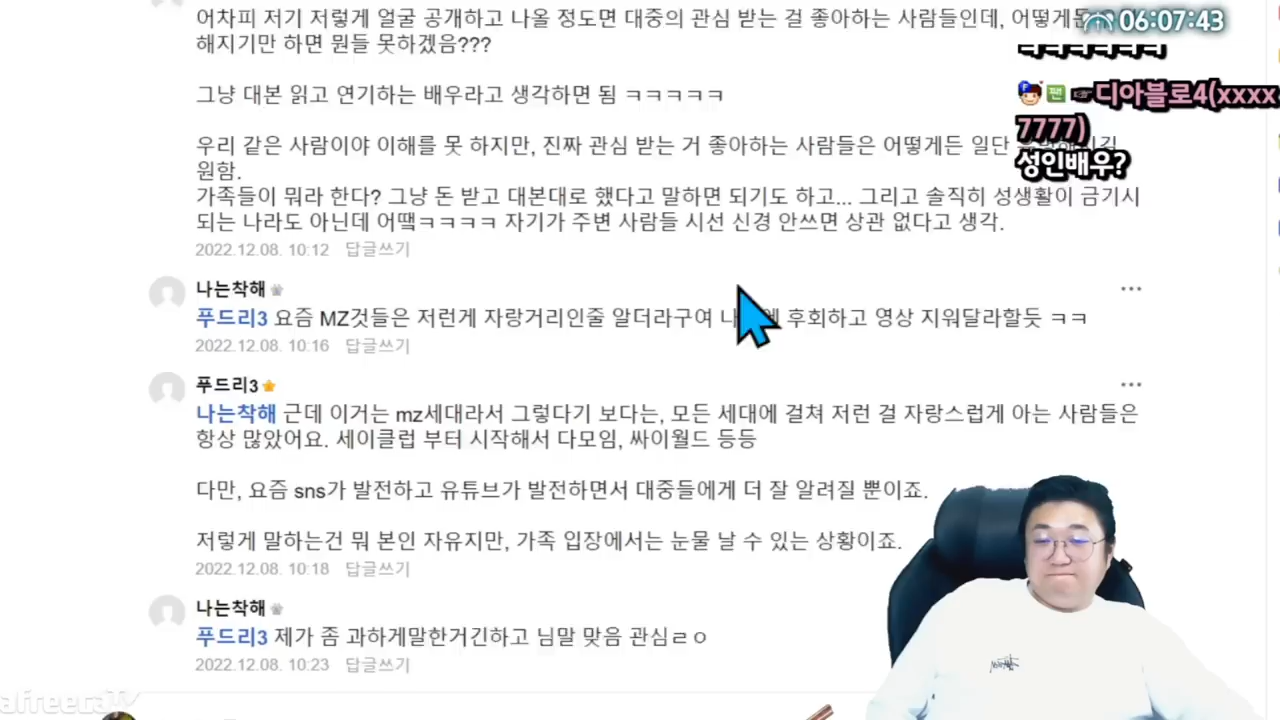 어차피 저기 저렇게 얼굴 공개하고 나올 정도면 대중의 관심 받는 걸 좋아하는 사람들인데, 어떻게든
해지기만 하면 뭔들 못하겠음???
그냥 대본 읽고 연기하는 배우라고 생각하면 됨 ㅋㅋㅋㅋㅋ
우리 같은 사람이야 이해를 못 하지만, 진짜 관심 받는 거 좋아하는 사람들은 어떻게든 일단
원함.
가족들이 뭐라 한다? 그냥 돈 받고 대본대로 했다고 말하면 되기도 하고... 그리고 솔직히 성생활이 금기시
되는 나라도 아닌데 어때ㅋㅋㅋㅋ 자기가 주변 사람들 시선 신경 안쓰면 상관 없다고 생각.
2022.12.08. 10:12 답글쓰기
나는착해
푸드리3 요즘 MZ것들은 저런게 자랑거리인줄 알더라구여 후회하고 영상 지워달라할듯 ㅋㅋ
2022.12.08. 10:16 답글쓰기
푸드리3
나는착해 근데 이거는 mz세대라서 그렇다기 보다는, 모든 세대에 걸쳐 저런 걸 자랑스럽게 아는 사람들은
항상 많았어요. 세이클럽 부터 시작해서 다모임, 싸이월드 등등
다만, 요즘 sns가 발전하고 유튜브가 발전하면서 대중들에게 더 잘 알려질 뿐이죠.
저렇게 말하는건 뭐 본인 자유지만, 가족 입장에서는 눈물 날 수 있는 상황이죠.
2022.12.08. 10:18 답글쓰기
나는착해
푸드리3 제가 좀 과하게말한거긴하고 님말 맞음 관심ㄹㅇ
2022.12.08. 10:23 답글쓰기
06:07:43
ㅋㅋㅋㅋㅋㅋㅋ
팬 디아블로4(xxxx
7777)
성인배우?
afreecaTV